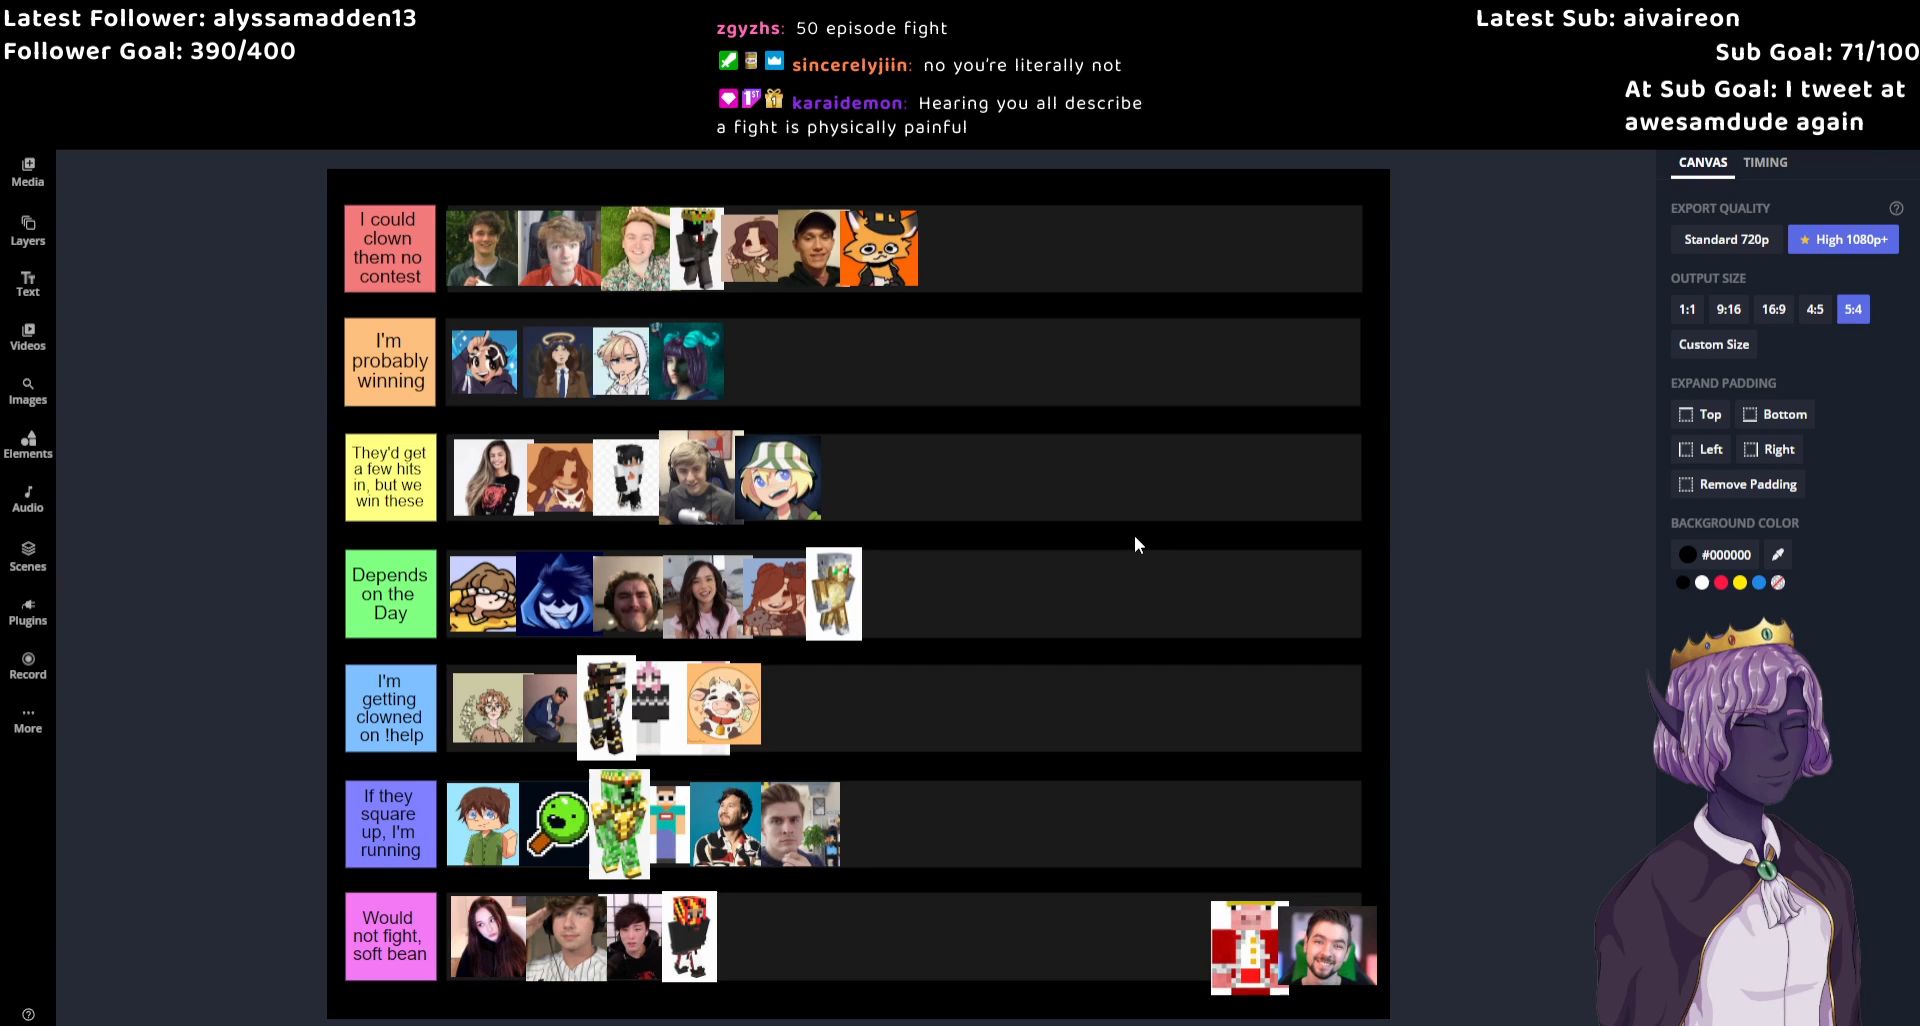 Latest Follower: alyssamadden13
Follower Goal: 390/400
zgyzhs: 50 episode fight
sincerelyjiin: no you're literally not
1ST
1
karaidemon: Hearing you all describe
a fight is physically painful
Latest Sub: aivaireon
Sub Goal: 71/100
At Sub Goal: I tweet at
awesamdude again
Media
Layers
Tt
Text
Videos
Images
Elements
Audio
Scenes
Plugins
Record
More
I could
clown
them no
contest
I'm
probably
winning
They'd get
a few hits
in, but we
win these
Depends
on the
Day
I'm
getting
clowned
on !help
If they
square
up, I'm
running
Would
not fight,
soft bean
CANVAS
TIMING
EXPORT QUALITY
Standard 720p
High 1080p+
OUTPUT SIZE
1:1
9:16
16:9
4:5
5:4
Custom Size
EXPAND PADDING
Top
Bottom
Left
Right
Remove Padding
BACKGROUND COLOR
#000000